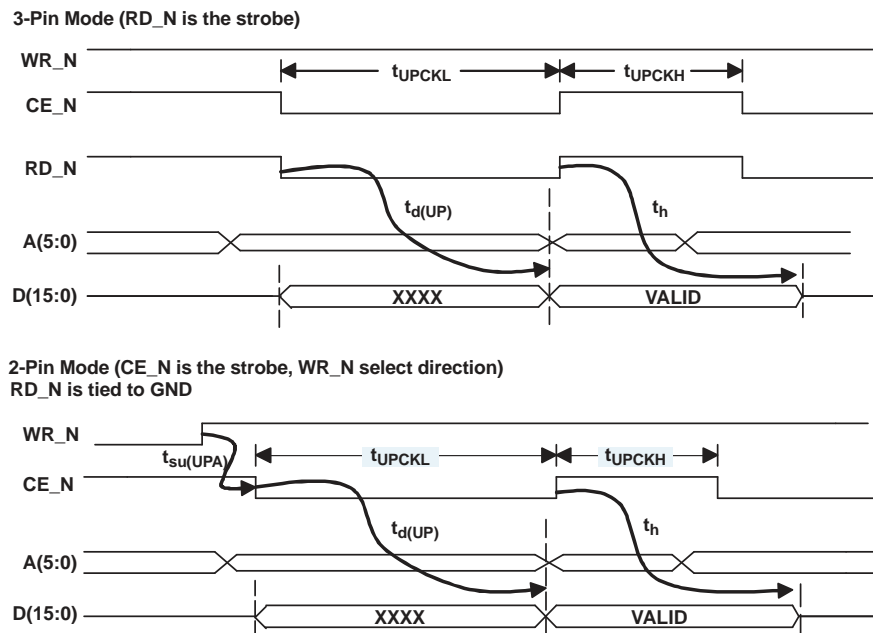 3-Pin Mode (RD_N is the strobe)
WR_N
tUPCKL
tUPCKH
CE_N
RD_N
td(UP)
th
A(5:0)
D(15:0)
XXXX
VALID
2-Pin Mode (CE_N is the strobe, WR_N select direction)
RD_N is tied to GND
WR_N
tsu(UPA)
tUPCKL
tUPCKH
CE_N
td(UP)
th
A(5:0)
D(15:0)
XXXX
VALID